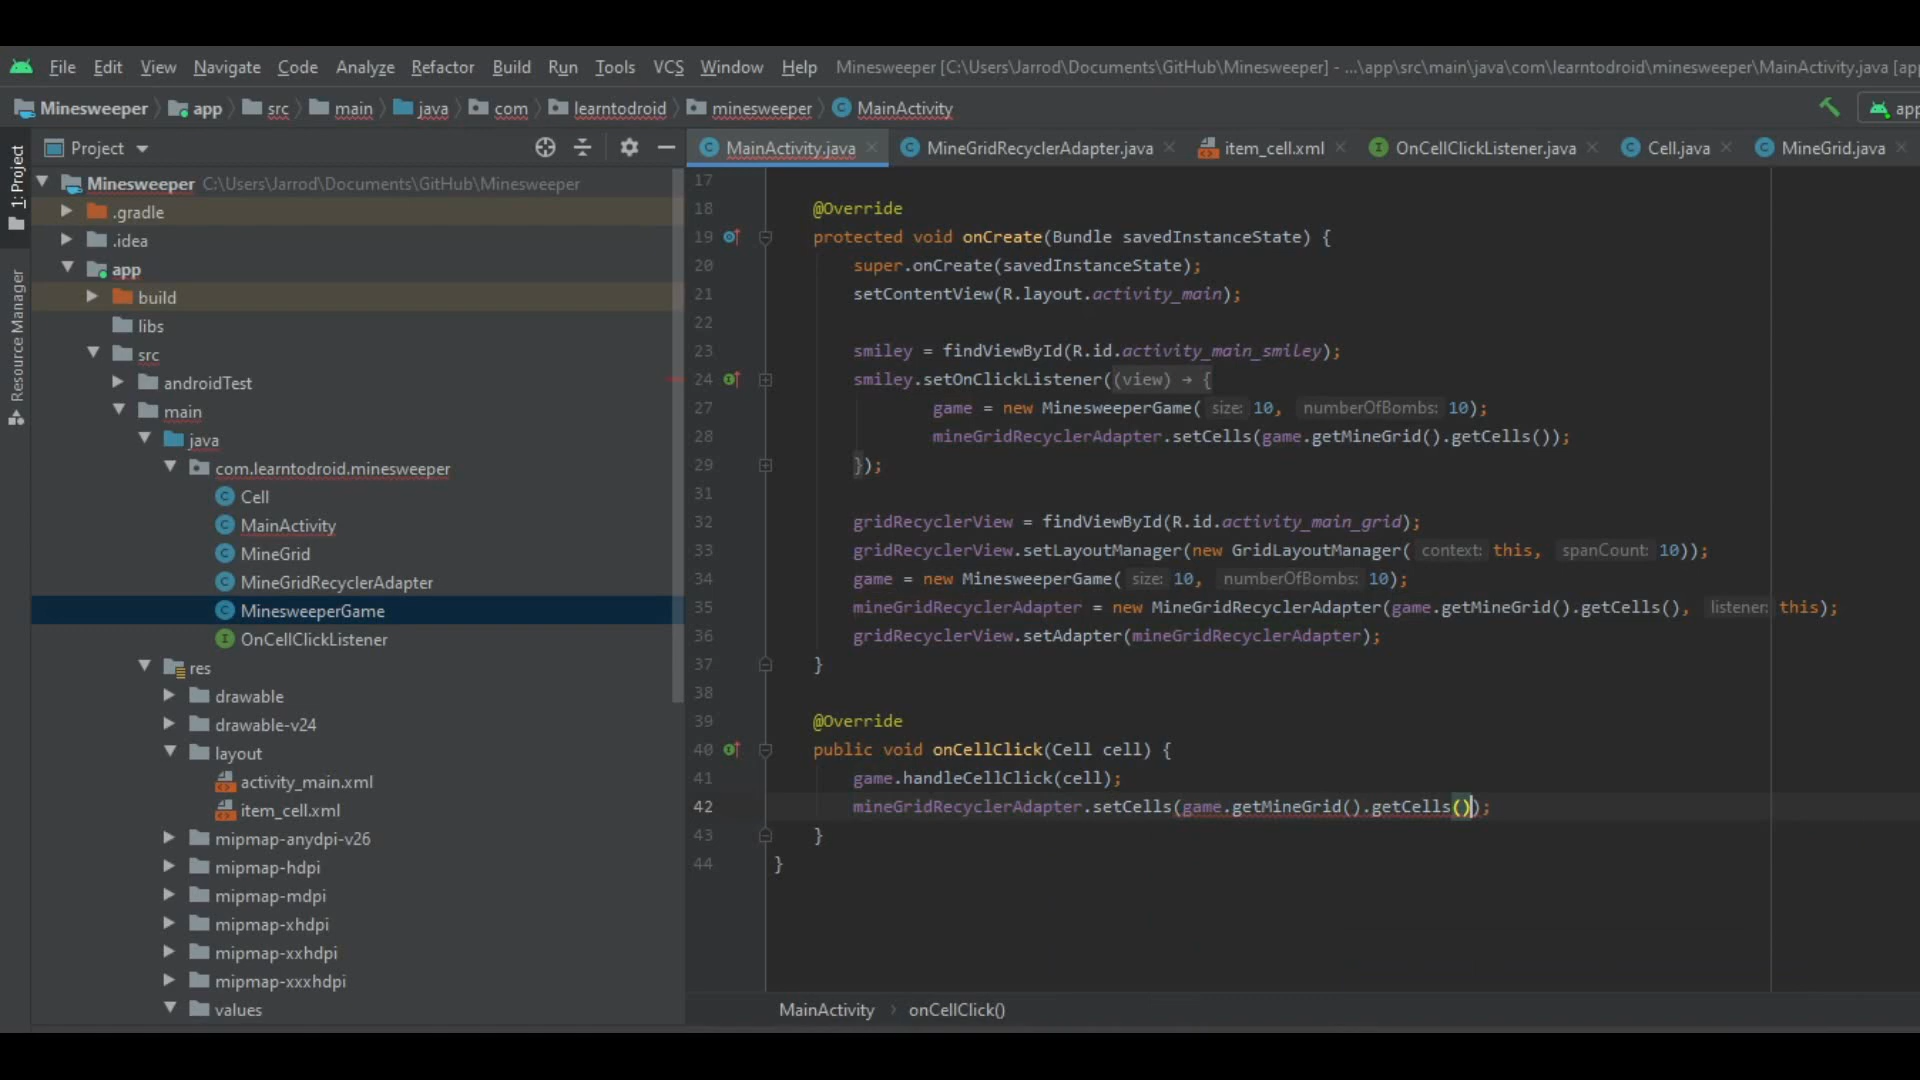 File Edit View Navigate Code Analyze Refactor Build Run Tools VCS Window Help Minesweeper [C:\Users\Jarrod\Documents\GitHub\Minesweeper] - ...\app\src\main\java\com\learntodroid\minesweeper\MainActivity.java [app
Minesweeper app src main java com learntodroid minesweeper MainActivity app
1: Project
Resource Manager
Project
Minesweeper C:\Users\Jarrod\Documents\GitHub\Minesweeper
.gradle
.idea
app
build
libs
src
androidTest
main
java
com.learntodroid.minesweeper
Cell
MainActivity
MineGrid
MineGridRecyclerAdapter
MinesweeperGame
OnCellClickListener
res
drawable
drawable-v24
layout
activity_main.xml
item_cell.xml
mipmap-anydpi-v26
mipmap-hdpi
mipmap-mdpi
mipmap-xhdpi
mipmap-xxhdpi
mipmap-xxxhdpi
values
MainActivity.java MineGridRecyclerAdapter.java item_cell.xml OnCellClickListener.java Cell.java MineGrid.java
17
18 @Override
19 protected void onCreate(Bundle savedInstanceState) {
20 super.onCreate(savedInstanceState);
21 setContentView(R.layout.activity_main);
22
23 smiley = findViewById(R.id.activity_main_smiley);
24 smiley.setOnClickListener((view) → {
27 game = new MinesweeperGame( size: 10, numberOfBombs: 10);
28 mineGridRecyclerAdapter.setCells(game.getMineGrid().getCells());
29 });
31
32 gridRecyclerView = findViewById(R.id.activity_main_grid);
33 gridRecyclerView.setLayoutManager(new GridLayoutManager( context: this, spanCount: 10));
34 game = new MinesweeperGame( size: 10, numberOfBombs: 10);
35 mineGridRecyclerAdapter = new MineGridRecyclerAdapter(game.getMineGrid().getCells(), listener: this);
36 gridRecyclerView.setAdapter(mineGridRecyclerAdapter);
37 }
38
39 @Override
40 public void onCellClick(Cell cell) {
41 game.handleCellClick(cell);
42 mineGridRecyclerAdapter.setCells(game.getMineGrid().getCells());
43 }
44 }
MainActivity onCellClick()